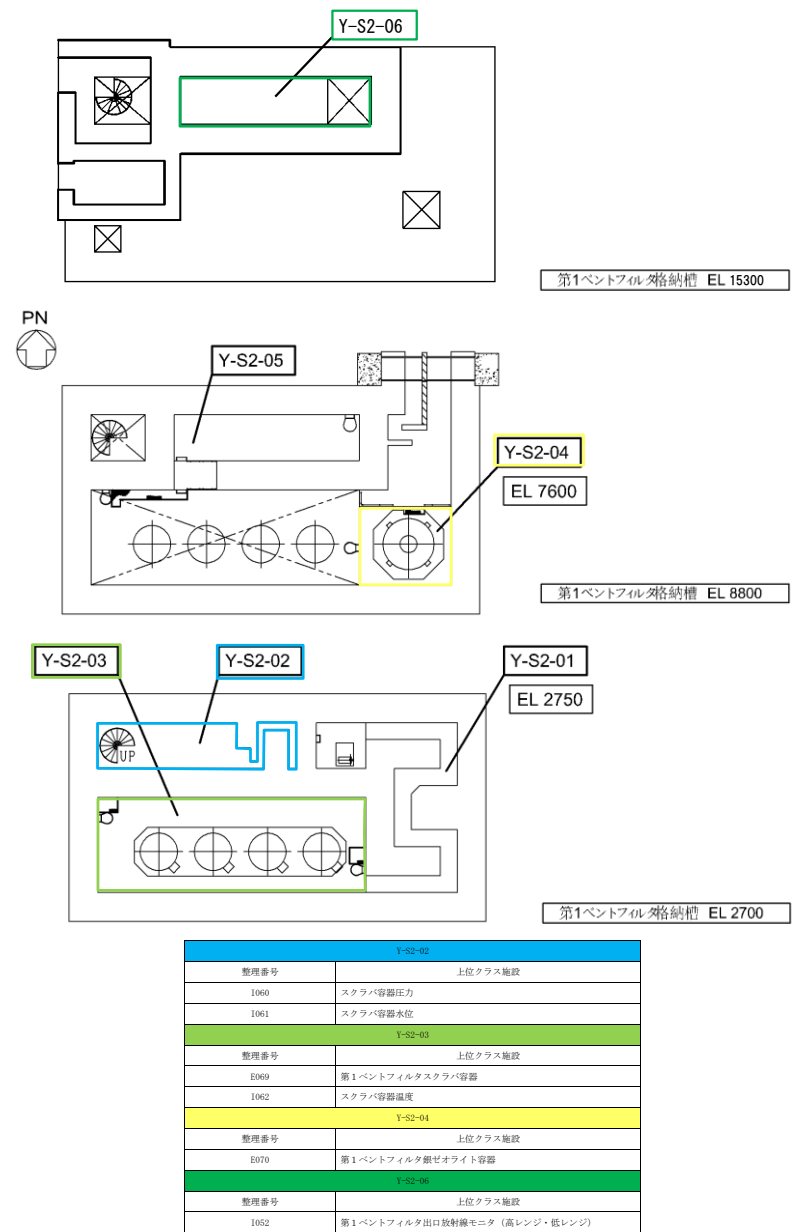 Y-S2-06
第1ベントフィルタ格納槽 EL 15300
PN
Y-S2-05
Y-S2-04
EL 7600
第1ベントフィルタ格納槽 EL 8800
Y-S2-03
Y-S2-02
Y-S2-01
EL 2750
UP
第1ベントフィルタ格納槽 EL 2700
Y-S2-02
整理番号 上位クラス施設
I060 スクラバ容器圧力
I061 スクラバ容器水位
Y-S2-03
整理番号 上位クラス施設
E069 第1ベントフィルタスクラバ容器
I062 スクラバ容器温度
Y-S2-04
整理番号 上位クラス施設
E070 第1ベントフィルタ銀ゼオライト容器
Y-S2-06
整理番号 上位クラス施設
I052 第1ベントフィルタ出口放射線モニタ（高レンジ・低レンジ）